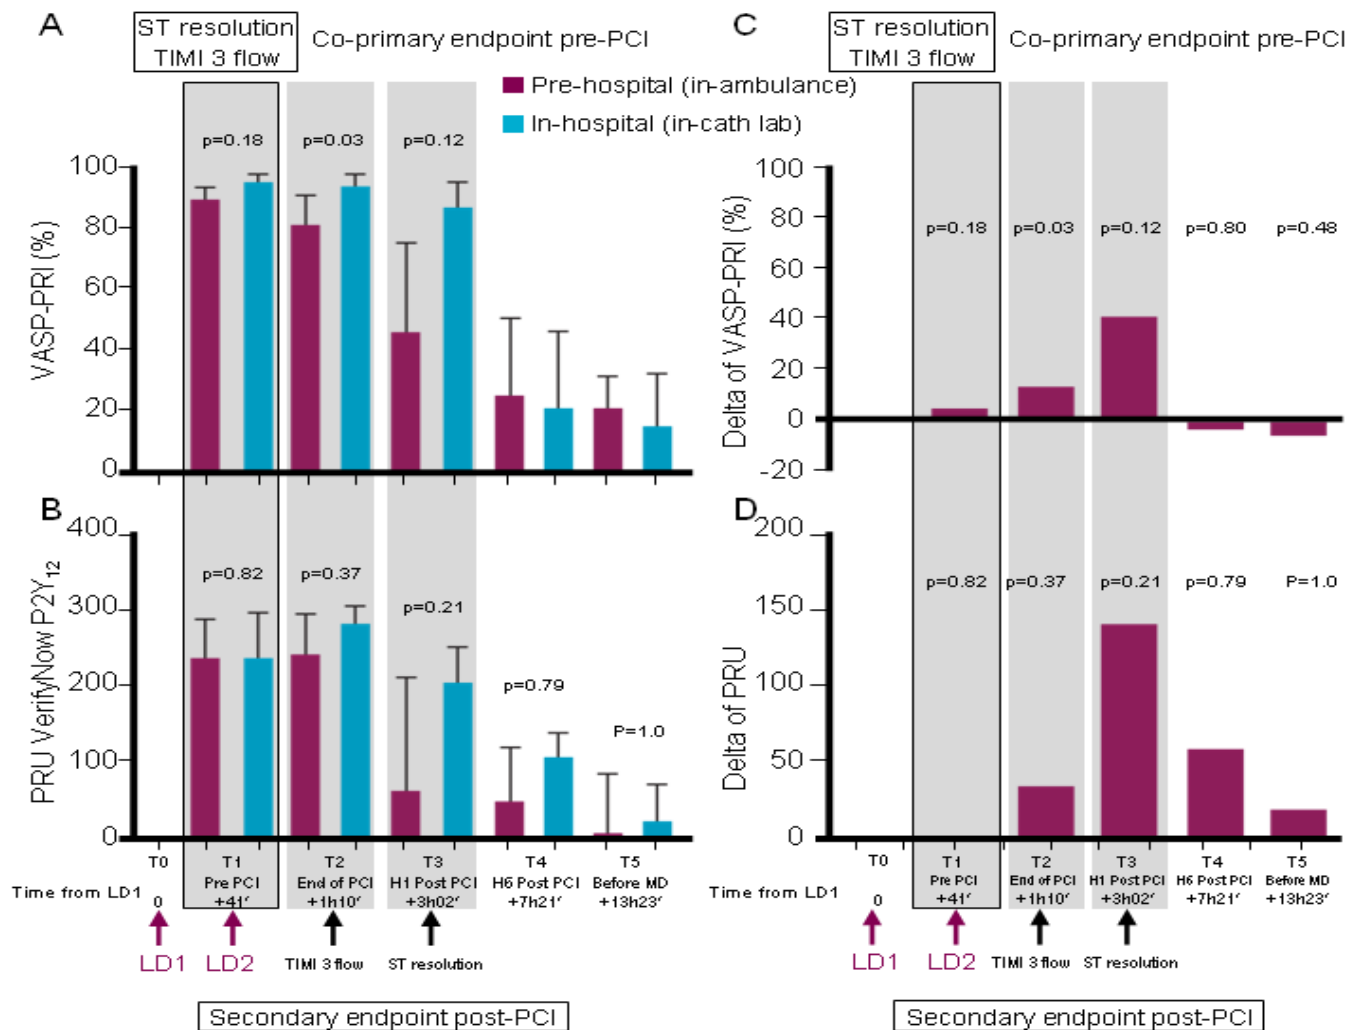 A
ST resolution
TIMI 3 flow
Co-primary endpoint pre-PCI
Pre-hospital (in-ambulance)
In-hospital (in-cath lab)
p=0.18
p=0.03
p=0.12
VASP-PRI (%)
100
80
60
40
20
0
B
PRU VerifyNow P2Y12
400
300
200
100
0
p=0.82
p=0.37
p=0.21
p=0.79
P=1.0
T0
T1
T2
T3
T4
T5
Time from LD1
0
Pre PCI
+41′
End of PCI
+1h10′
H1 Post PCI
+3h02′
H6 Post PCI
+7h21′
Before MD
+13h23′
LD1
LD2
TIMI 3 flow
ST resolution
Secondary endpoint post-PCI
C
ST resolution
TIMI 3 flow
Co-primary endpoint pre-PCI
Delta of VASP-PRI (%)
100
80
60
40
20
0
-20
p=0.18
p=0.03
p=0.12
p=0.80
p=0.48
D
Delta of PRU
200
150
100
50
0
p=0.82
p=0.37
p=0.21
p=0.79
P=1.0
T0
T1
T2
T3
T4
T5
Time from LD1
0
Pre PCI
+41′
End of PCI
+1h10′
H1 Post PCI
+3h02′
H6 Post PCI
+7h21′
Before MD
+13h23′
LD1
LD2
TIMI 3 flow
ST resolution
Secondary endpoint post-PCI